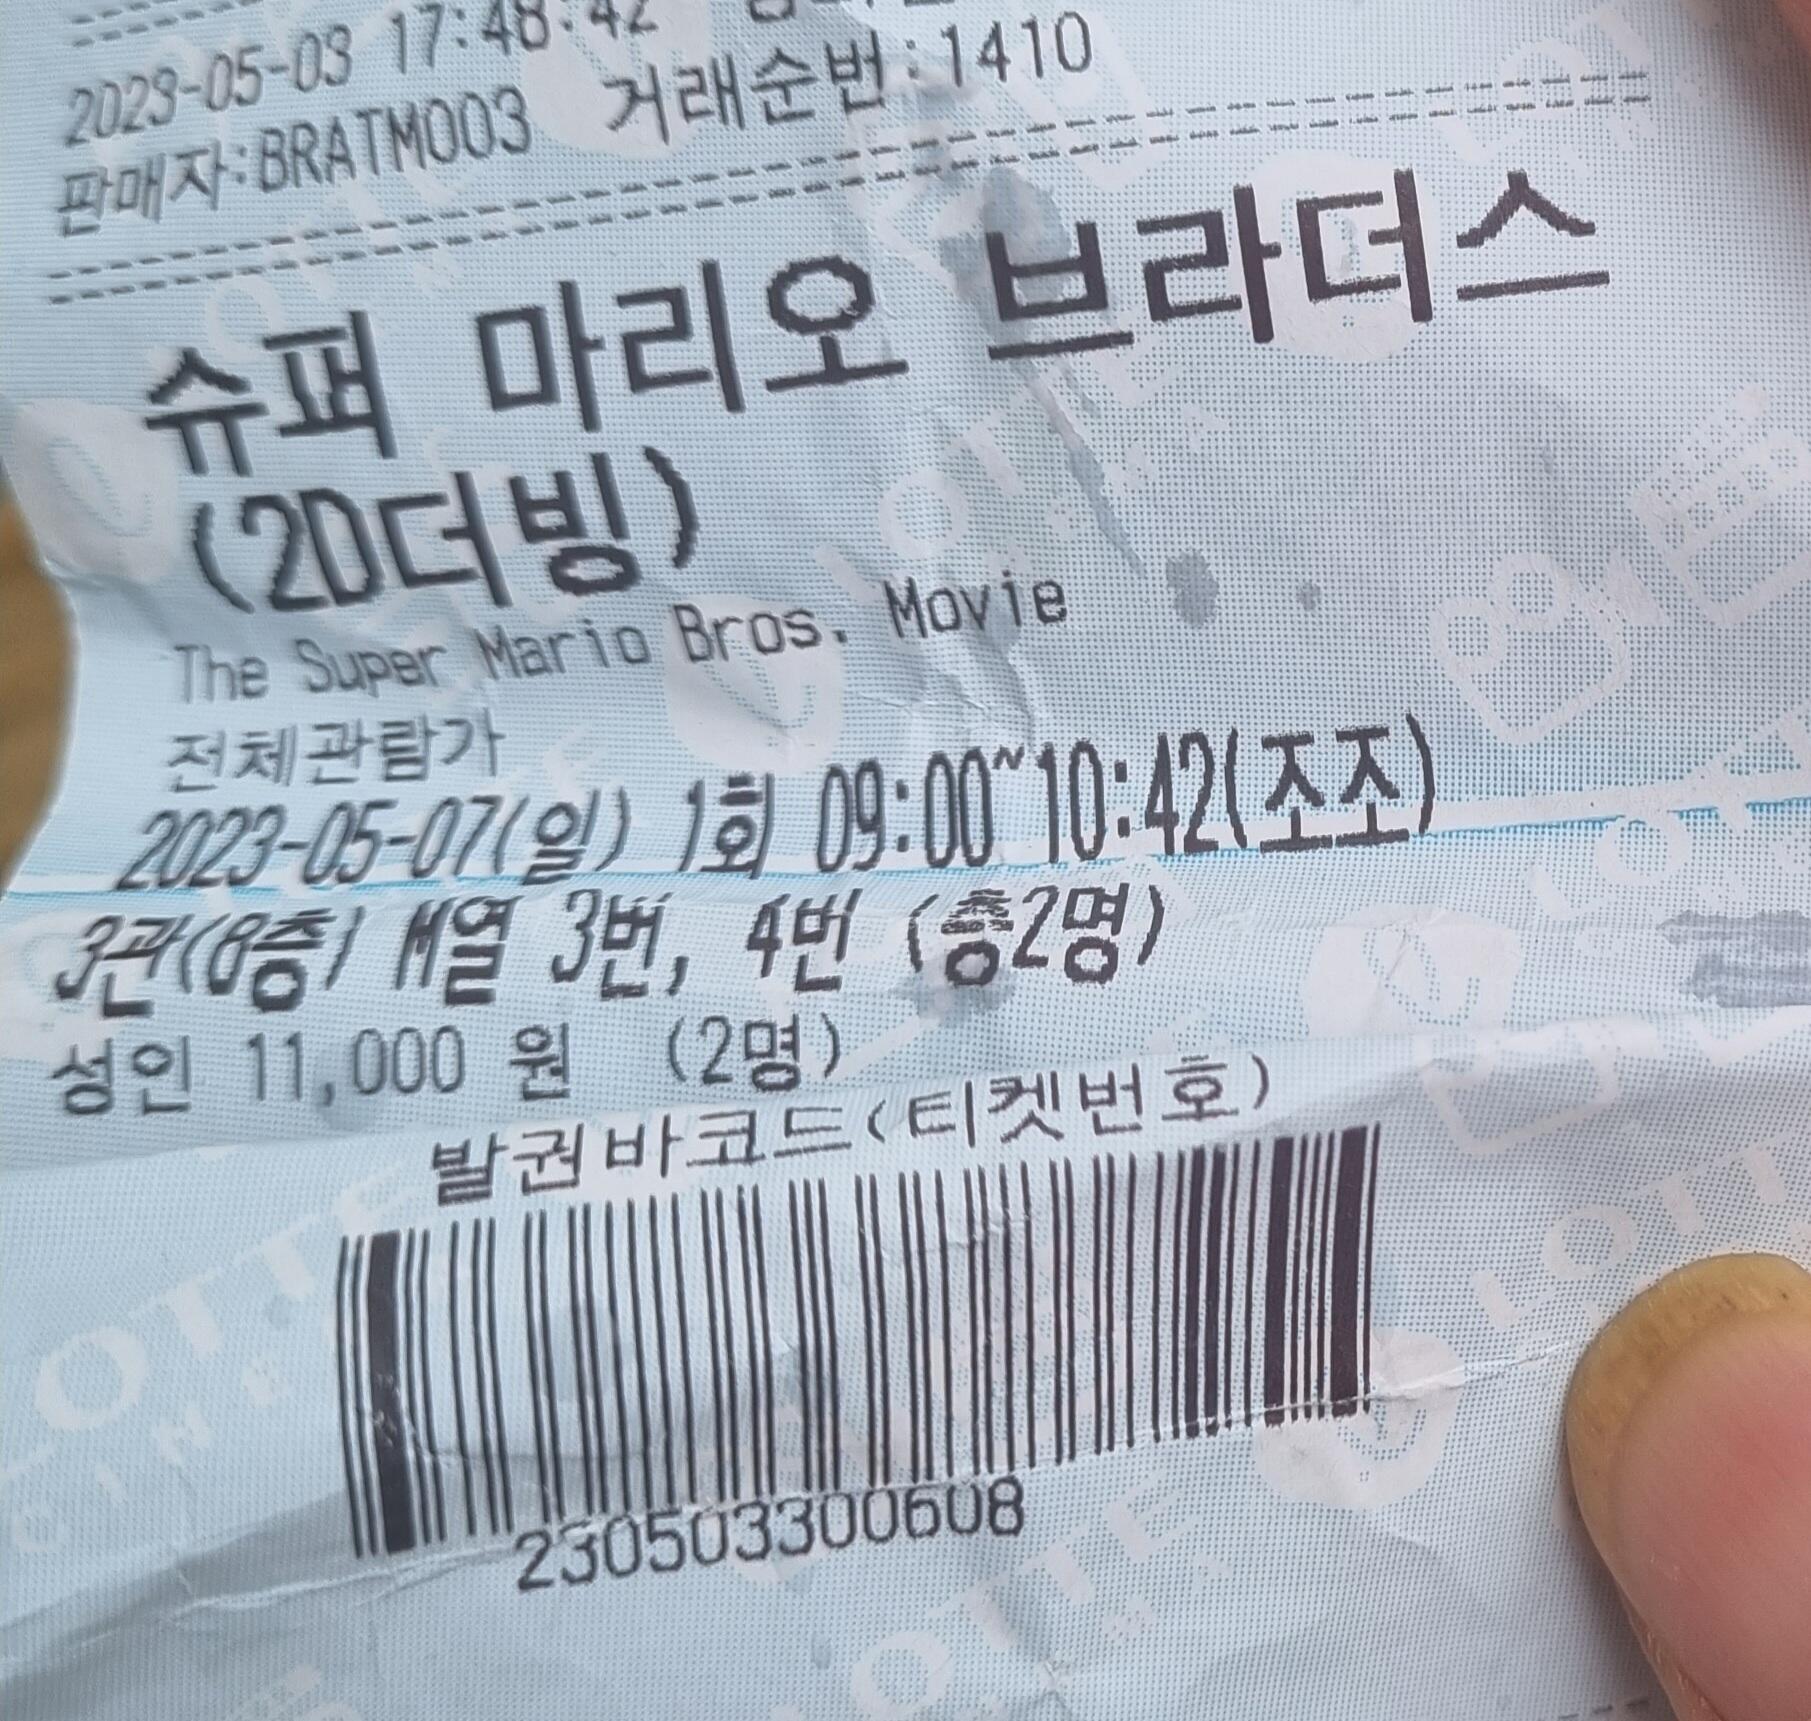 2023-05-03 17:48:42
판매자:BRATM003 거래순번:1410
슈퍼 마리오 브라더스
(2D더빙)
The Super Mario Bros. Movie
전체관람가
2023-05-07(일) 1회 09:00~10:42(조조)
3관(8층) H열 3번, 4번 (총2명)
성인 11,000 원 (2명)
발권바코드(티켓번호)
230503300608